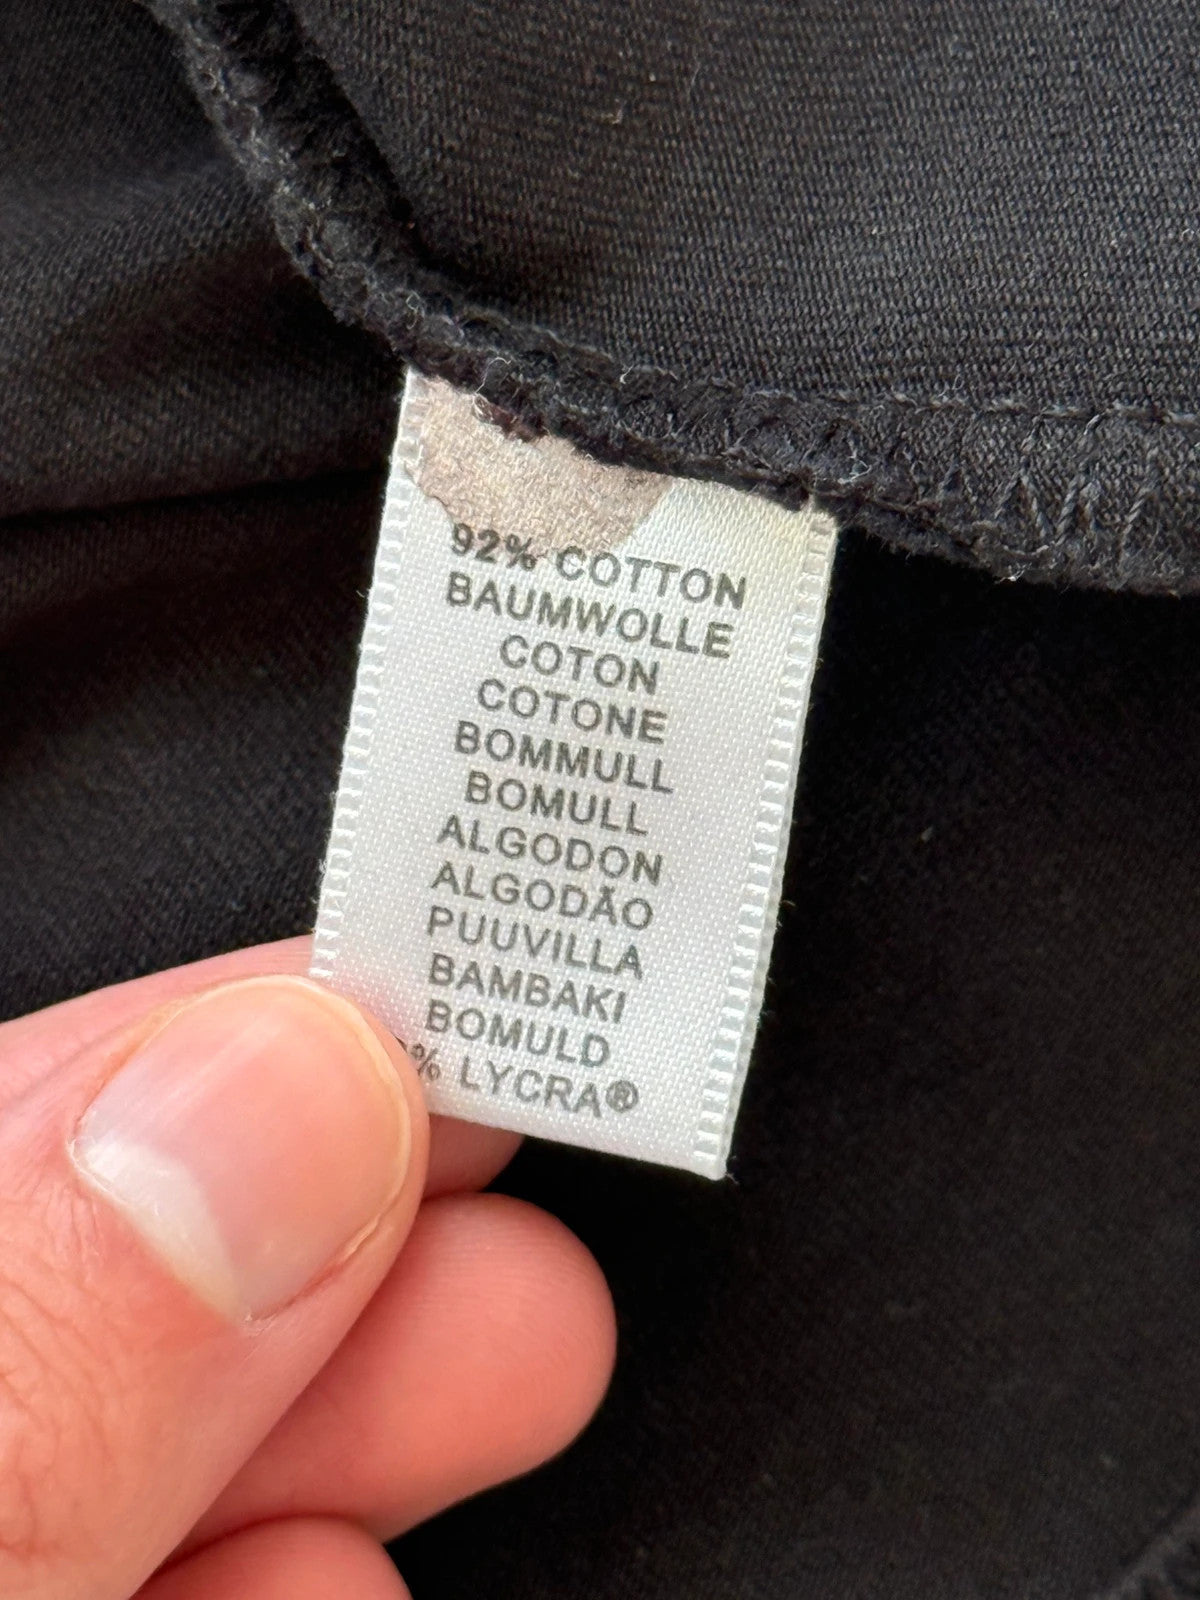 92% COTTON
BAUMWOLLE
COTON
COTONE
BOMMULL
BOMULL
ALGODON
ALGODÃO
PUUVILLA
BAMBAKI
BOMULD
% LYCRA®